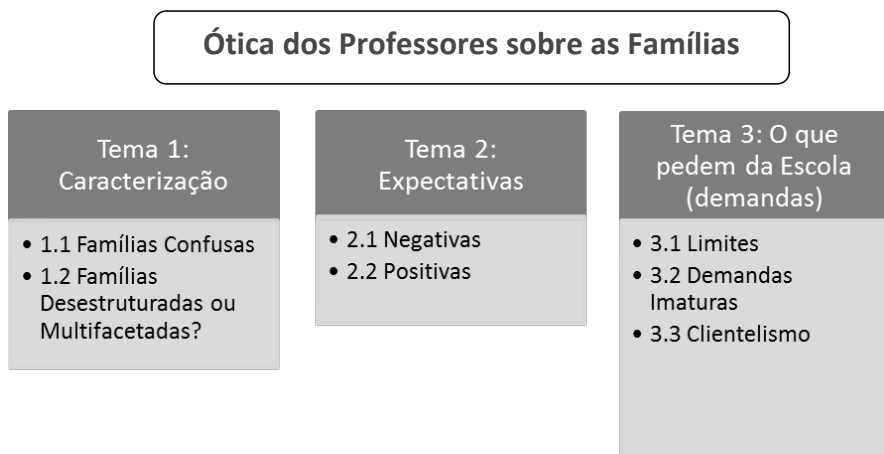 Ótica dos Professores sobre as Famílias
Tema 1:
Caracterização
• 1.1 Famílias Confusas
• 1.2 Famílias
Desestruturadas ou
Multifacetadas?
Tema 2:
Expectativas
• 2.1 Negativas
• 2.2 Positivas
Tema 3: O que
pedem da Escola
(demandas)
• 3.1 Limites
• 3.2 Demandas
Imaturas
• 3.3 Clientelismo